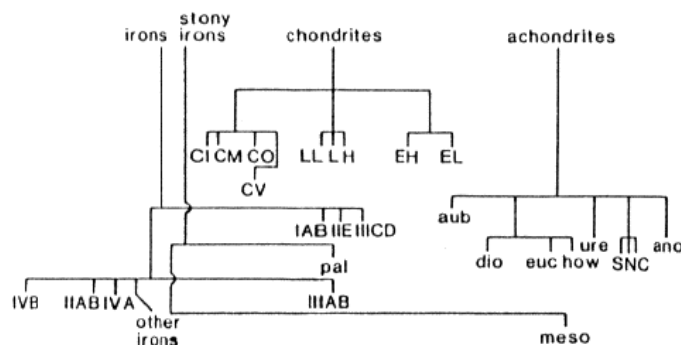 stony
irons irons chondrites achondrites
CI CM CO LL L H EH EL
CV
aub
IAB IIE IIICD
ure anc
dio euc how SNC
pal
IVB IIAB IVA IIIAB
other
irons
meso